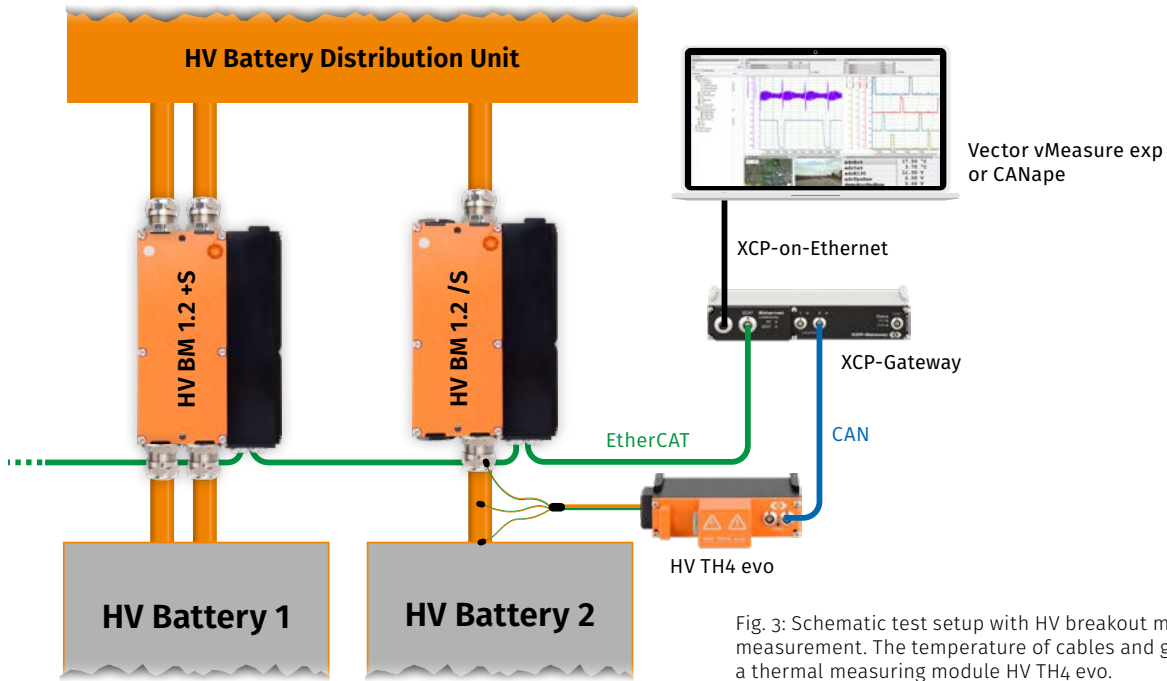 HV Battery Distribution Unit
Vector vMeasure exp
or CANape
XCP-on-Ethernet
HV BM 1.2 +S
HV BM 1.2 /S
XCP-Gateway
EtherCAT
CAN
HV TH4 evo
HV Battery 1
HV Battery 2
Fig. 3: Schematic test setup with HV breakout m
measurement. The temperature of cables and g
a thermal measuring module HV TH4 evo.